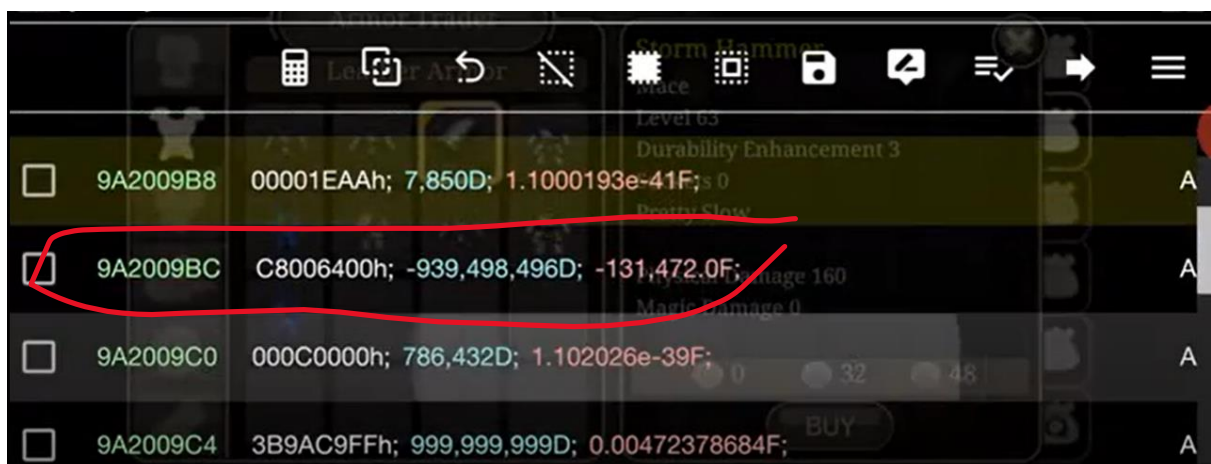 Armor Trader
Leather Armor
Storm Hammer
Mace
Level 63
Durability Enhancement 3
9A2009B8 00001EAAh; 7,850D; 1.1000193e-41F; A
Pretty Slow
9A2009BC C8006400h; -939,498,496D; -131,472.0F; A
Physical Damage 160
Magic Damage 0
9A2009C0 000C0000h; 786,432D; 1.102026e-39F; A
0 32 48
BUY
9A2009C4 3B9AC9FFh; 999,999,999D; 0.00472378684F; A